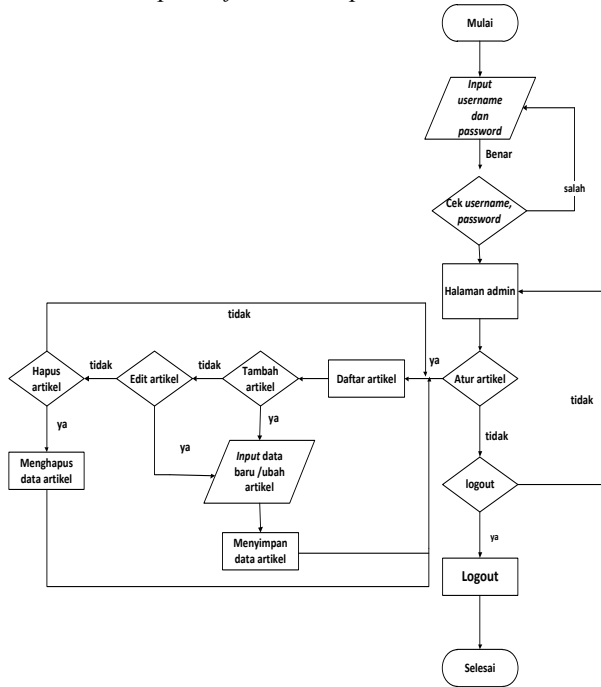 Mulai
Input
username
dan
password
Benar
salah
Cek username,
password
Halaman admin
tidak
Hapus
artikel
tidak
Edit artikel
tidak
Tambah
artikel
Daftar artikel
ya
Atur artikel
tidak
ya
ya
ya
tidak
Menghapus
data artikel
Input data
baru /ubah
artikel
logout
Menyimpan
data artikel
ya
Logout
Selesai